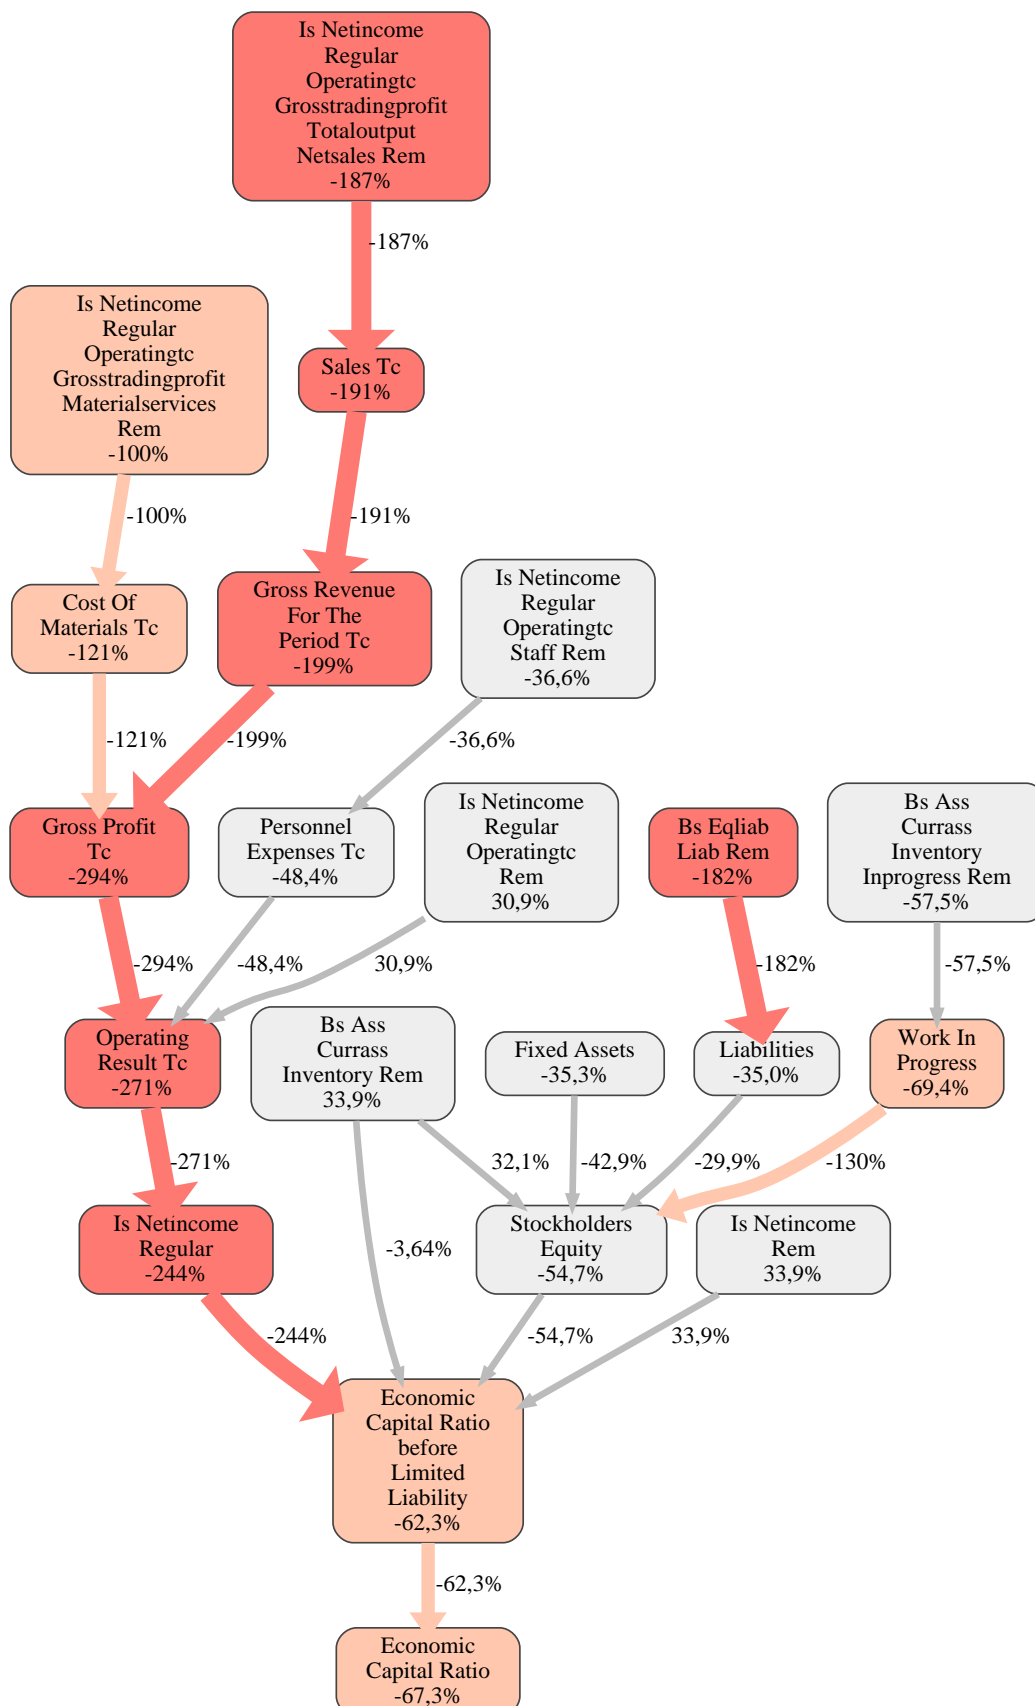 Is Netincome
Regular
Operatingtc
Grosstradingprofit
Totaloutput
Netsales Rem
-187%
-187%
Is Netincome
Regular
Operatingtc
Grosstradingprofit
Materialservices
Rem
-100%
Sales Tc
-191%
-100%
-191%
Cost Of
Materials Tc
-121%
Gross Revenue
For The
Period Tc
-199%
Is Netincome
Regular
Operatingtc
Staff Rem
-36,6%
-121%
-199%
-36,6%
Gross Profit
Tc
-294%
Personnel
Expenses Tc
-48,4%
Is Netincome
Regular
Operatingtc
Rem
30,9%
Bs Eqliab
Liab Rem
-182%
Bs Ass
Currass
Inventory
Inprogress Rem
-57,5%
-294%
-48,4%
30,9%
-182%
-57,5%
Operating
Result Tc
-271%
Bs Ass
Currass
Inventory Rem
33,9%
Fixed Assets
-35,3%
Liabilities
-35,0%
Work In
Progress
-69,4%
-271%
32,1%
-42,9%
-29,9%
-130%
Is Netincome
Regular
-244%
-3,64%
Stockholders
Equity
-54,7%
Is Netincome
Rem
33,9%
-244%
-54,7%
33,9%
Economic
Capital Ratio
before
Limited
Liability
-62,3%
-62,3%
Economic
Capital Ratio
-67,3%